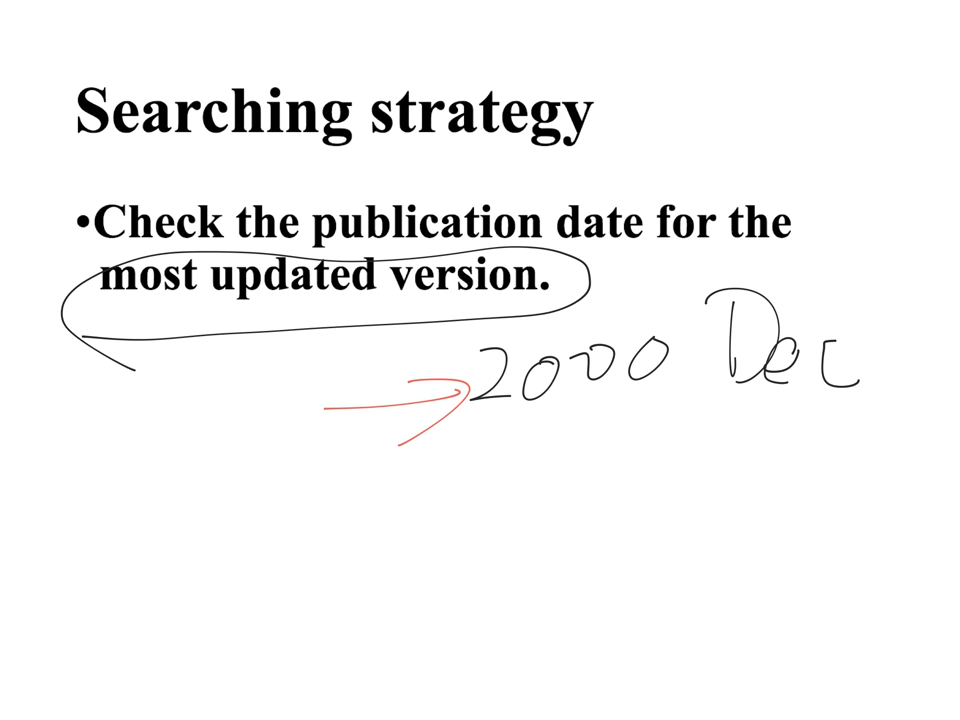 Searching strategy
•Check the publication date for the
most updated version.
2000 Dec